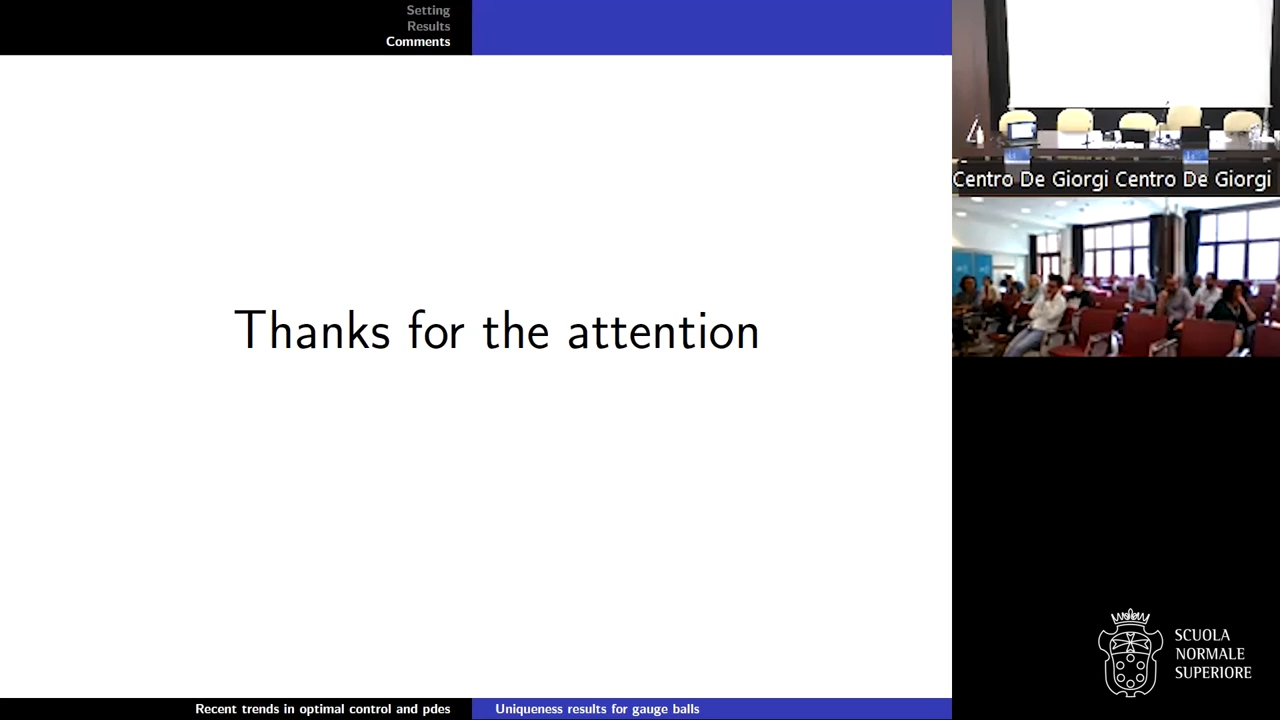 Setting
Results
Comments
Thanks for the attention
Recent trends in optimal control and pdes
Uniqueness results for gauge balls
Centro De Giorgi Centro De Giorgi
SCUOLA
NORMALE
SUPERIORE